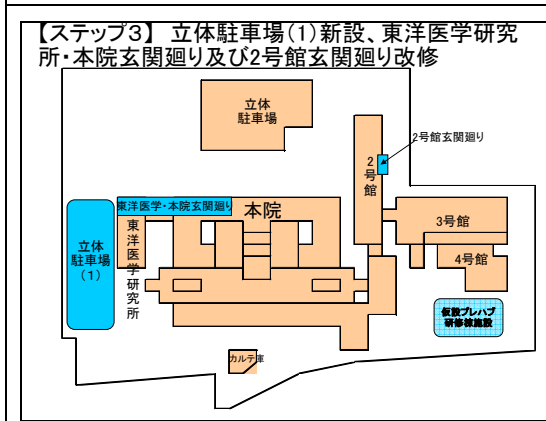 【ステップ3】 立体駐車場(1)新設、東洋医学研究
所・本院玄関廻り及び2号館玄関廻り改修
立体
駐車場
2号館玄関廻り
2号館
東洋医学・本院玄関廻り
本院
3号館
東洋医学研究所
立体
駐車場
(1)
4号館
仮設プレハブ
研修棟施設
カルテ庫